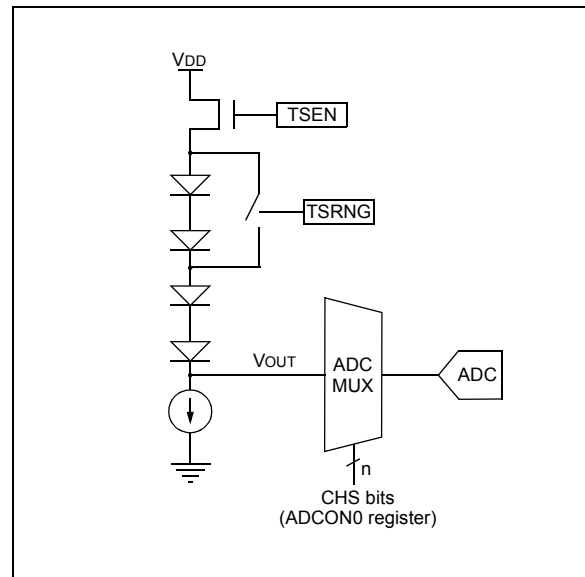 VDD
TSEN
TSRNG
VOUT
ADC
MUX
ADC
n
CHS bits
(ADCON0 register)